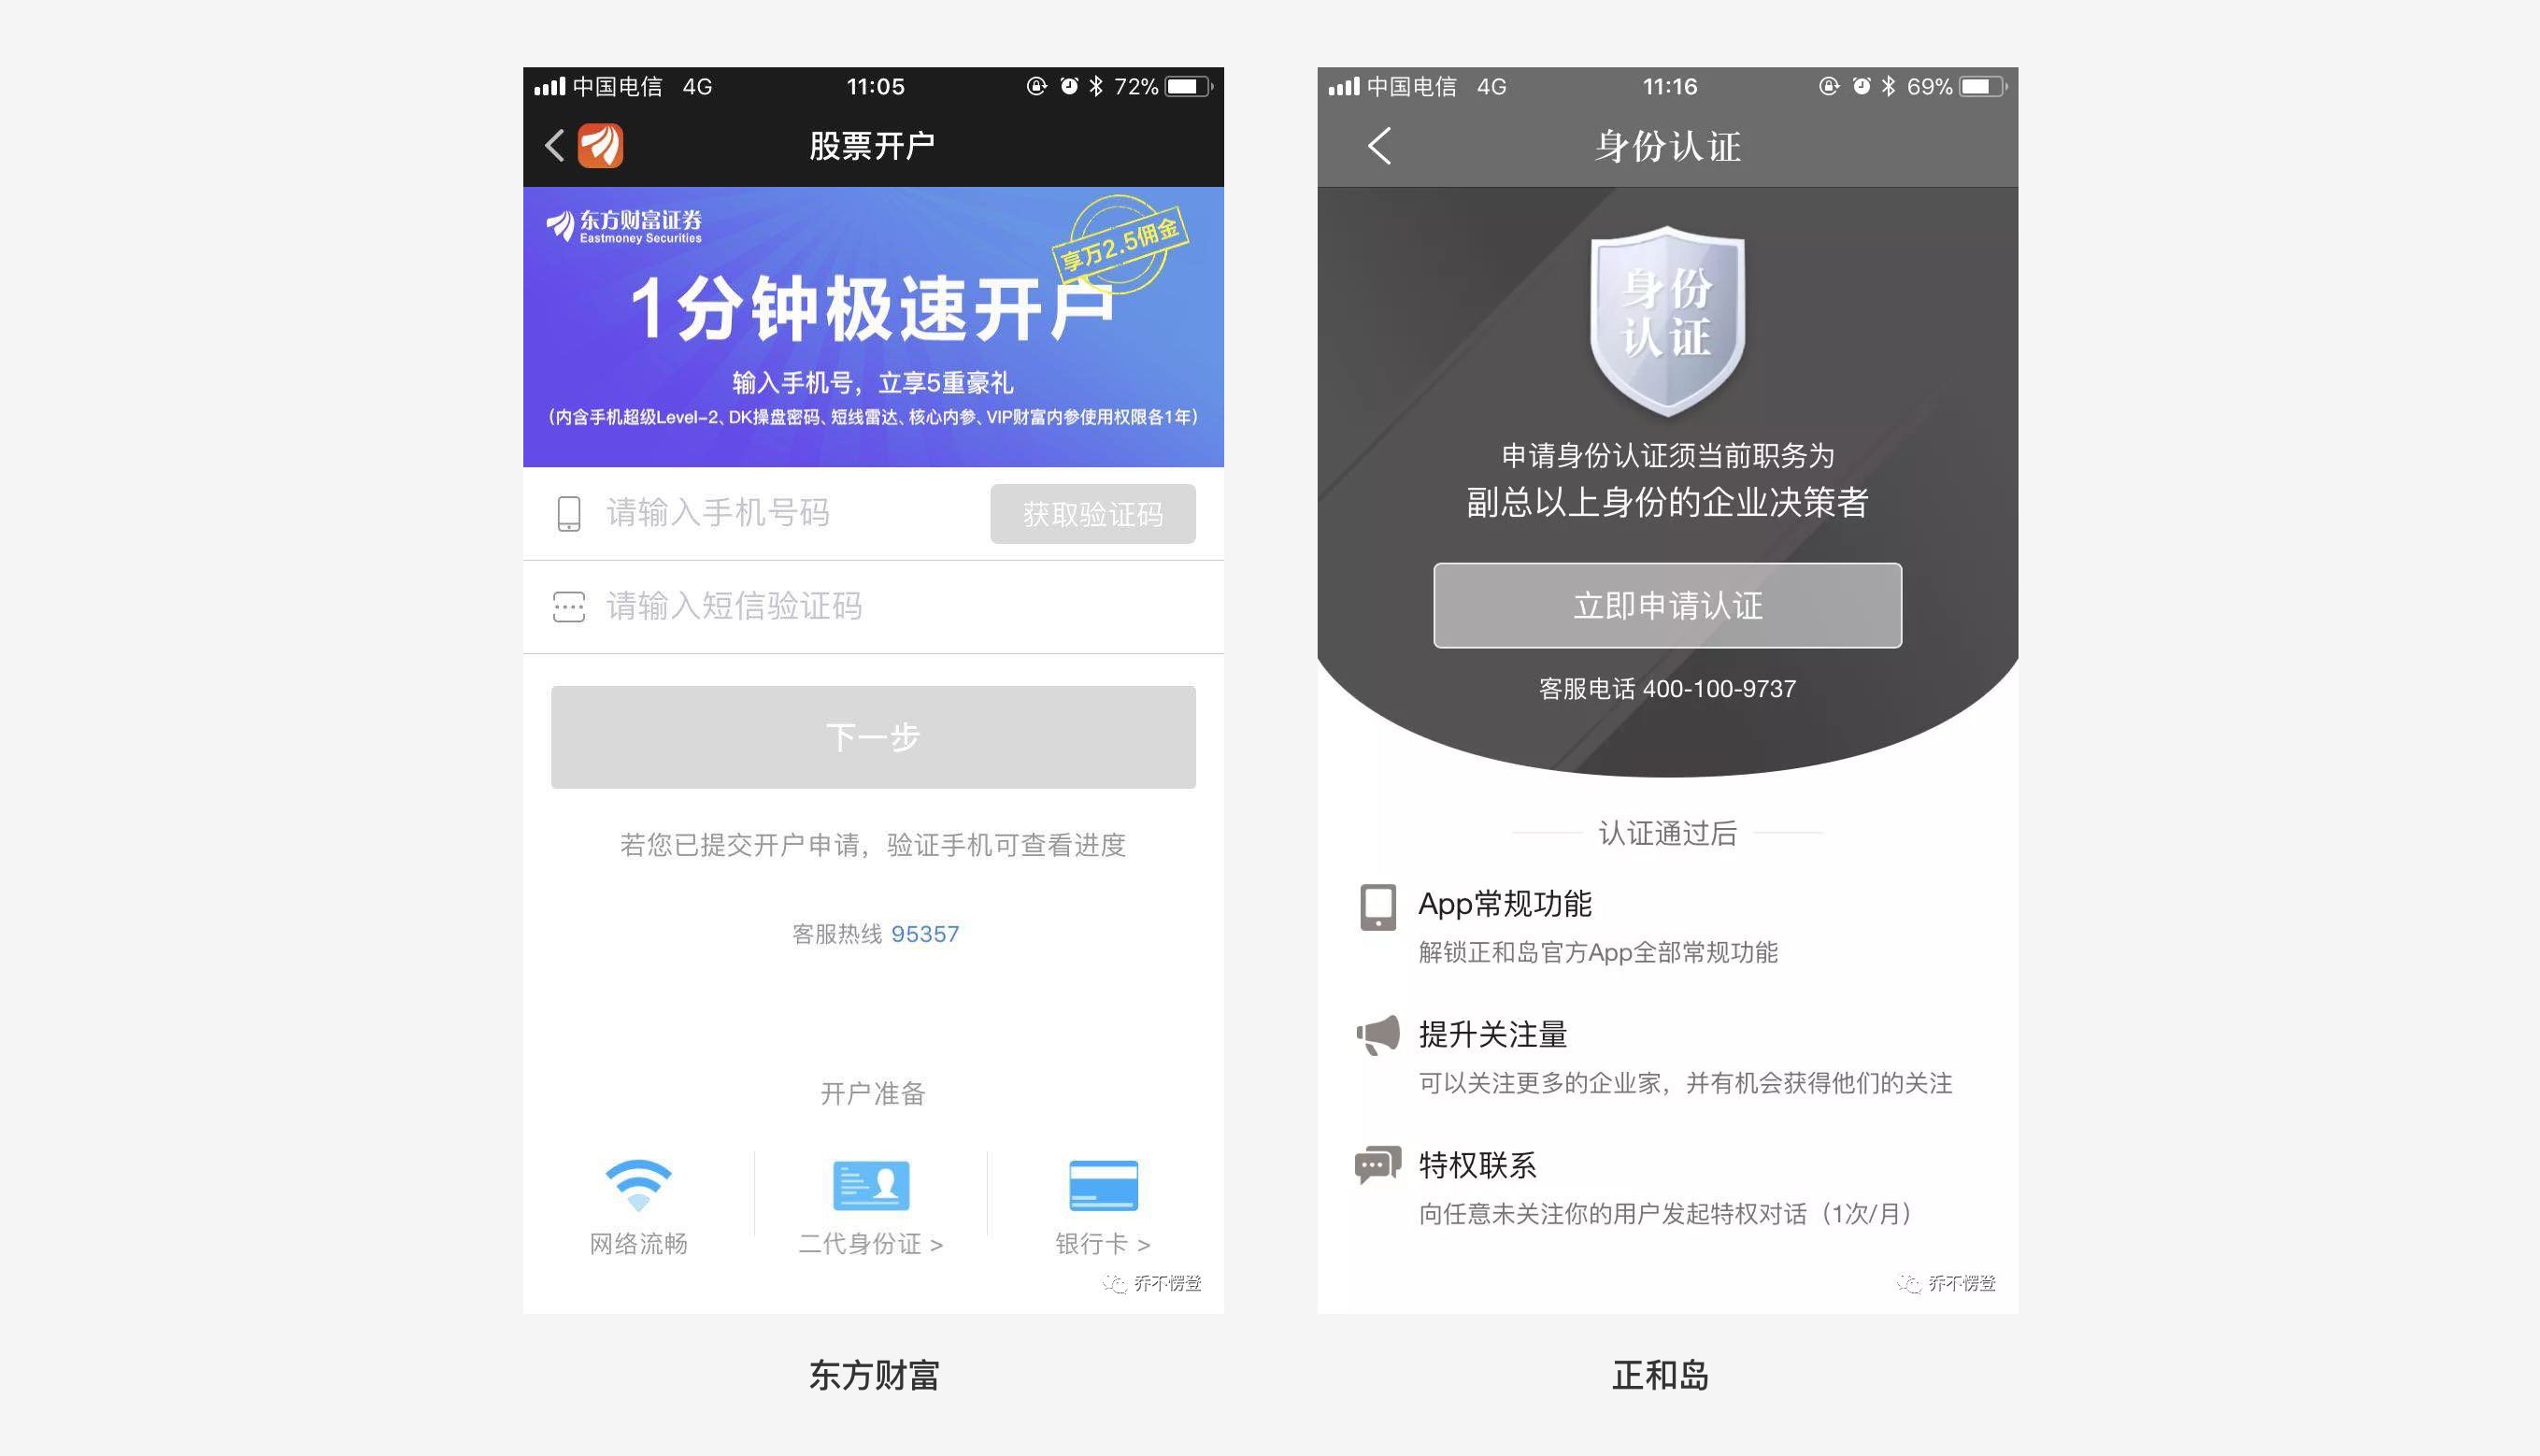 中国电信 4G 11:05 72%
股票开户
东方财富证券
Eastmoney Securities
享万2.5佣金
1分钟极速开户
输入手机号，立享5重豪礼
（内含手机超级Level-2、DK操盘密码、短线雷达、核心内参、VIP财富内参使用权限各1年）
请输入手机号码 获取验证码
请输入短信验证码
下一步
若您已提交开户申请，验证手机可查看进度
客服热线 95357
开户准备
网络流畅 二代身份证 > 银行卡 >
乔不愣登
东方财富
中国电信 4G 11:16 69%
身份认证
身份
认证
申请身份认证须当前职务为
副总以上身份的企业决策者
立即申请认证
客服电话 400-100-9737
认证通过后
App常规功能
解锁正和岛官方App全部常规功能
提升关注量
可以关注更多的企业家，并有机会获得他们的关注
特权联系
向任意未关注你的用户发起特权对话（1次/月）
乔不愣登
正和岛